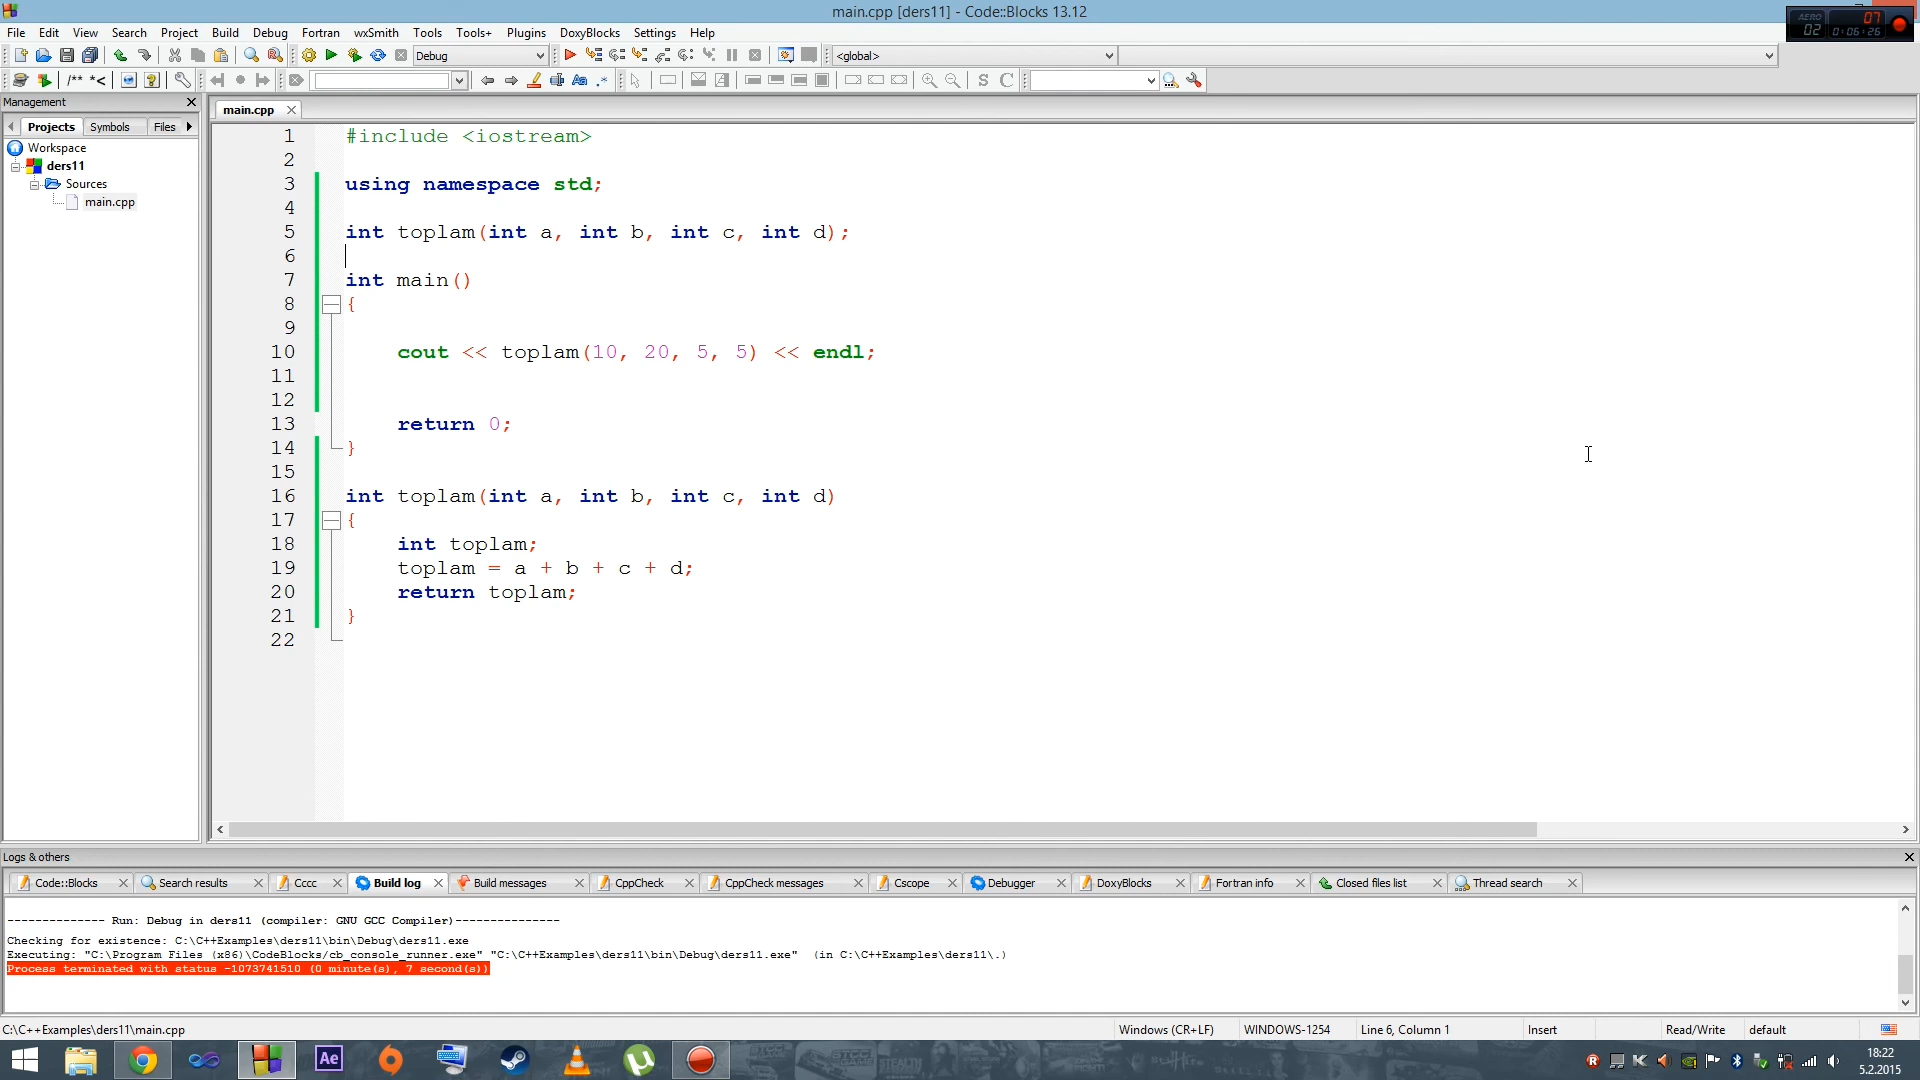 main.cpp [ders11] - Code::Blocks 13.12
AERO 02 07 0:06:26
File Edit View Search Project Build Debug Fortran wxSmith Tools Tools+ Plugins DoxyBlocks Settings Help
Debug <global>
/** *<
Aa .* S C
Management
main.cpp
Projects Symbols Files
Workspace
ders11
Sources
main.cpp
1 #include <iostream>
2
3 using namespace std;
4
5 int toplam(int a, int b, int c, int d);
6
7 int main()
8 {
9
10 cout << toplam(10, 20, 5, 5) << endl;
11
12
13 return 0;
14 }
15
16 int toplam(int a, int b, int c, int d)
17 {
18 int toplam;
19 toplam = a + b + c + d;
20 return toplam;
21 }
22
Logs & others
Code::Blocks Search results Cccc Build log Build messages CppCheck CppCheck messages Cscope Debugger DoxyBlocks Fortran info Closed files list Thread search
-------------- Run: Debug in ders11 (compiler: GNU GCC Compiler)---------------
Checking for existence: C:\C++Examples\ders11\bin\Debug\ders11.exe
Executing: "C:\Program Files (x86)\CodeBlocks/cb_console_runner.exe" "C:\C++Examples\ders11\bin\Debug\ders11.exe" (in C:\C++Examples\ders11\.)
Process terminated with status -1073741510 (0 minute(s), 7 second(s))
C:\C++Examples\ders11\main.cpp Windows (CR+LF) WINDOWS-1254 Line 6, Column 1 Insert Read/Write default
Ae
18:22
5.2.2015